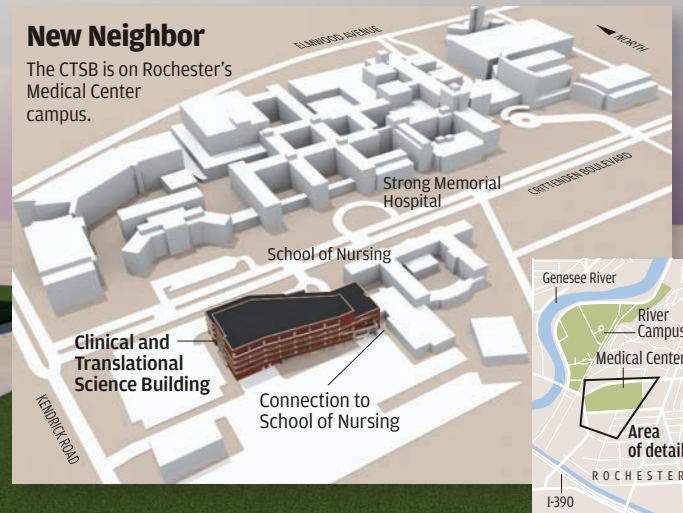 New Neighbor
The CTSB is on Rochester's
Medical Center
campus.
ELMWOOD AVENUE
NORTH
Strong Memorial
Hospital
CRITTENDEN BOULEVARD
School of Nursing
Clinical and
Translational
Science Building
Connection to
School of Nursing
KENDRICK ROAD
Genesee River
River
Campus
Medical Center
Area
of detail
ROCHESTER
I-390